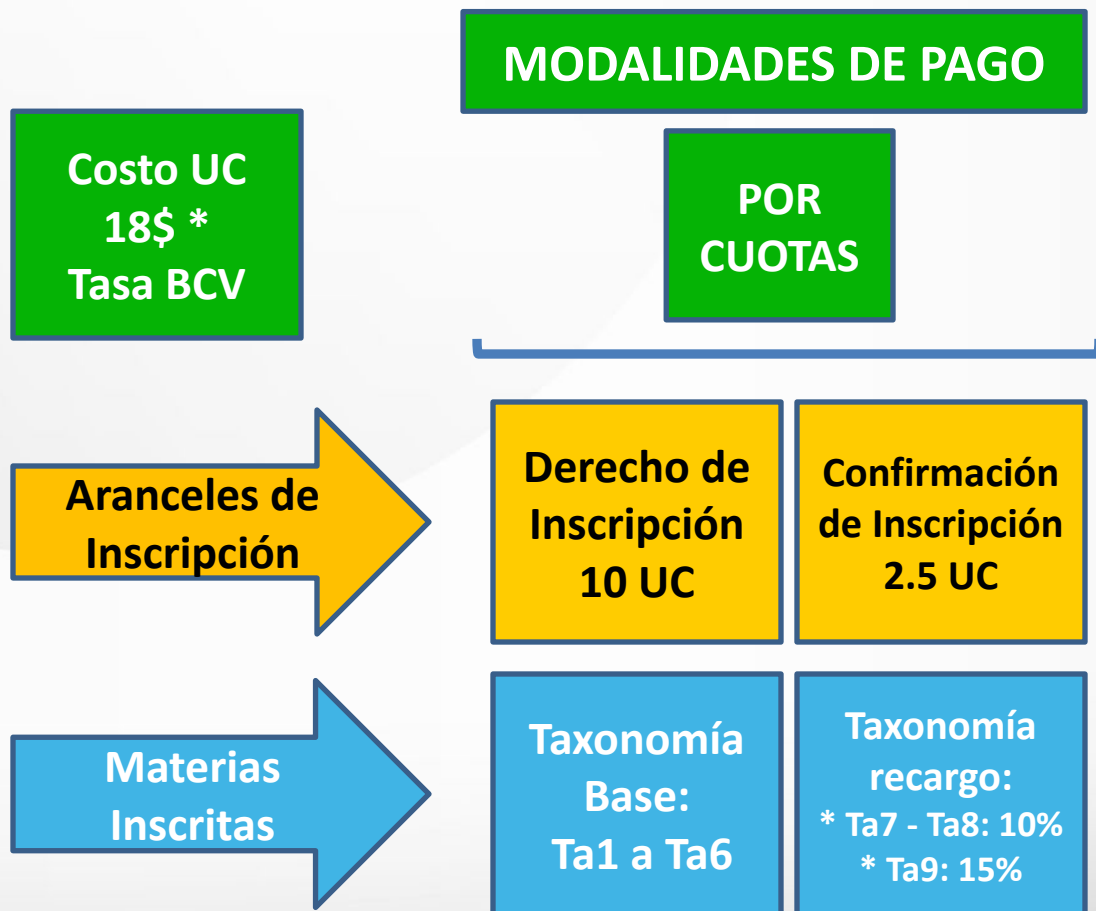 MODALIDADES DE PAGO
Costo UC
18$ *
Tasa BCV
POR
CUOTAS
Aranceles de
Inscripción
Derecho de
Inscripción
10 UC
Confirmación
de Inscripción
2.5 UC
Materias
Inscritas
Taxonomía
Base:
Ta1 a Ta6
Taxonomía
recargo:
* Ta7 - Ta8: 10%
* Ta9: 15%